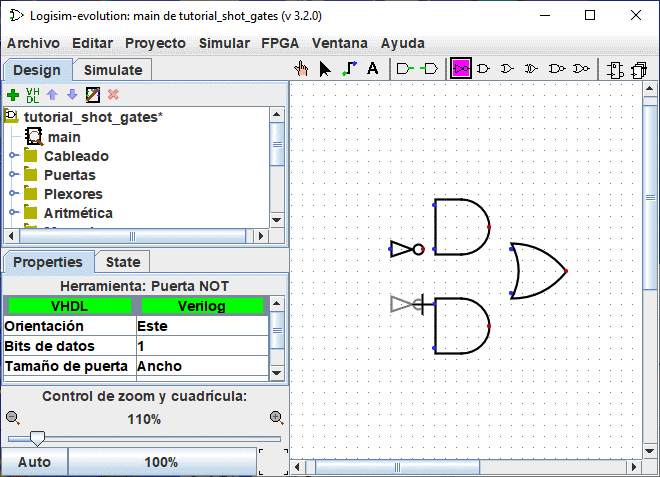 Logisim-evolution: main de tutorial_shot_gates (v 3.2.0)
Archivo Editar Proyecto Simular FPGA Ventana Ayuda
Design Simulate
A
VH
DL
tutorial_shot_gates*
main
Cableado
Puertas
Plexores
Aritmética
Properties State
Herramienta: Puerta NOT
VHDL Verilog
Orientación Este
Bits de datos 1
Tamaño de puerta Ancho
Control de zoom y cuadrícula:
110%
Auto 100%